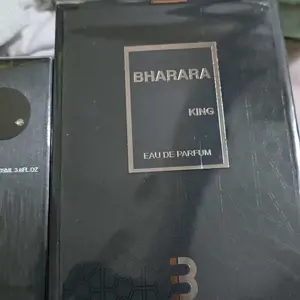 BHARARA
KING
EAU DE PARFUM
B
ML 3.4FL.OZ